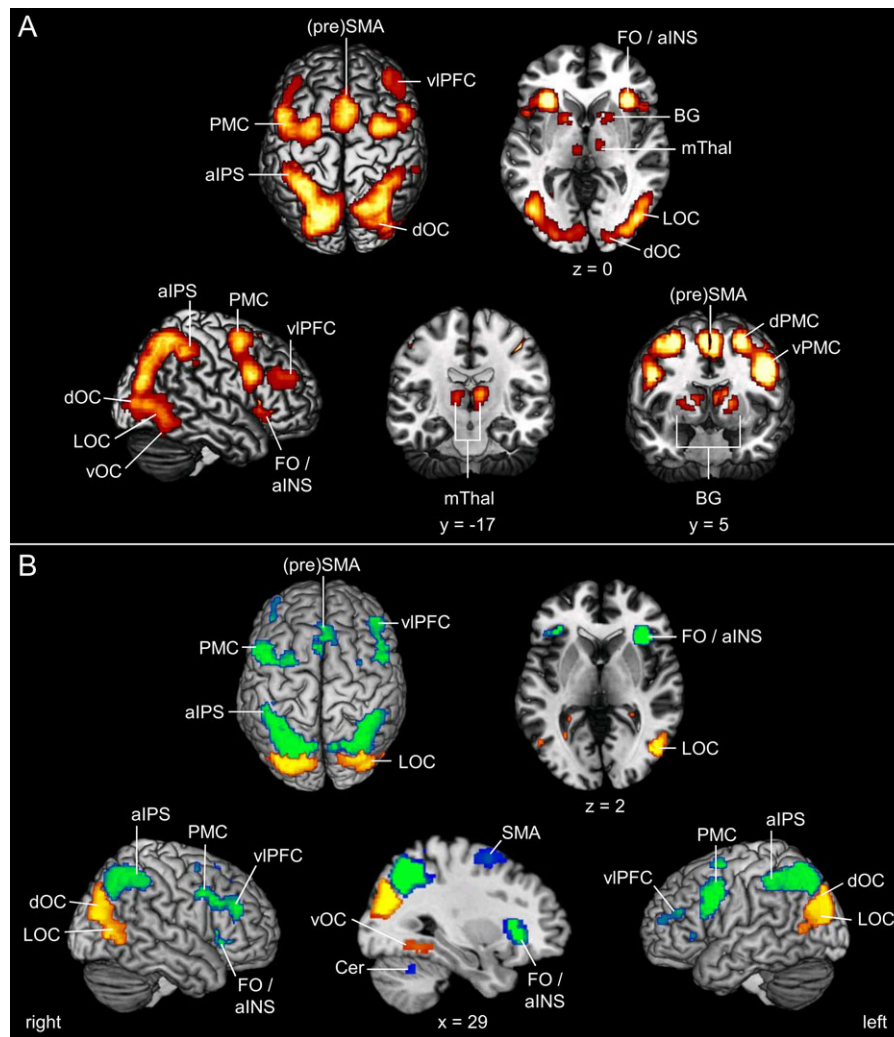 A
(pre)SMA
vlPFC
PMC
aIPS
dOC
FO / aINS
BG
mThal
LOC
dOC
z = 0
aIPS
PMC
vlPFC
dOC
LOC
vOC
FO /
aINS
mThal
y = -17
(pre)SMA
dPMC
vPMC
BG
y = 5
B
(pre)SMA
vlPFC
PMC
aIPS
LOC
FO / aINS
LOC
z = 2
aIPS
PMC
vlPFC
dOC
LOC
FO /
aINS
right
SMA
vOC
Cer
FO /
aINS
x = 29
aIPS
PMC
vlPFC
dOC
LOC
left